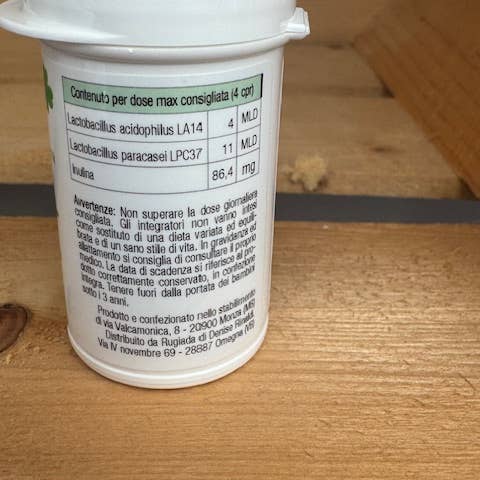 Contenuto per dose max consigliata (4 cpr)
Lactobacillus acidophilus LA14 4 MLD
Lactobacillus paracasei LPC37 11 MLD
Inulina 86,4 mg
Avvertenze: Non superare la dose giornaliera
consigliata. Gli integratori non vanno intesi
come sostituto di una dieta variata ed equili-
brata e di un sano stile di vita. In gravidanza ed
allattamento si consiglia di consultare il proprio
medico. La data di scadenza si riferisce al pro-
dotto correttamente conservato, in confezione
integra. Tenere fuori dalla portata dei bambini
sotto i 3 anni.
Prodotto e confezionato nello stabilimento
di via Valcamonica, 8 - 20900 Monza (MB)
Distribuito da Rugiada di Denise Rinaldi,
Via IV novembre 69 - 28887 Omegna (VB)